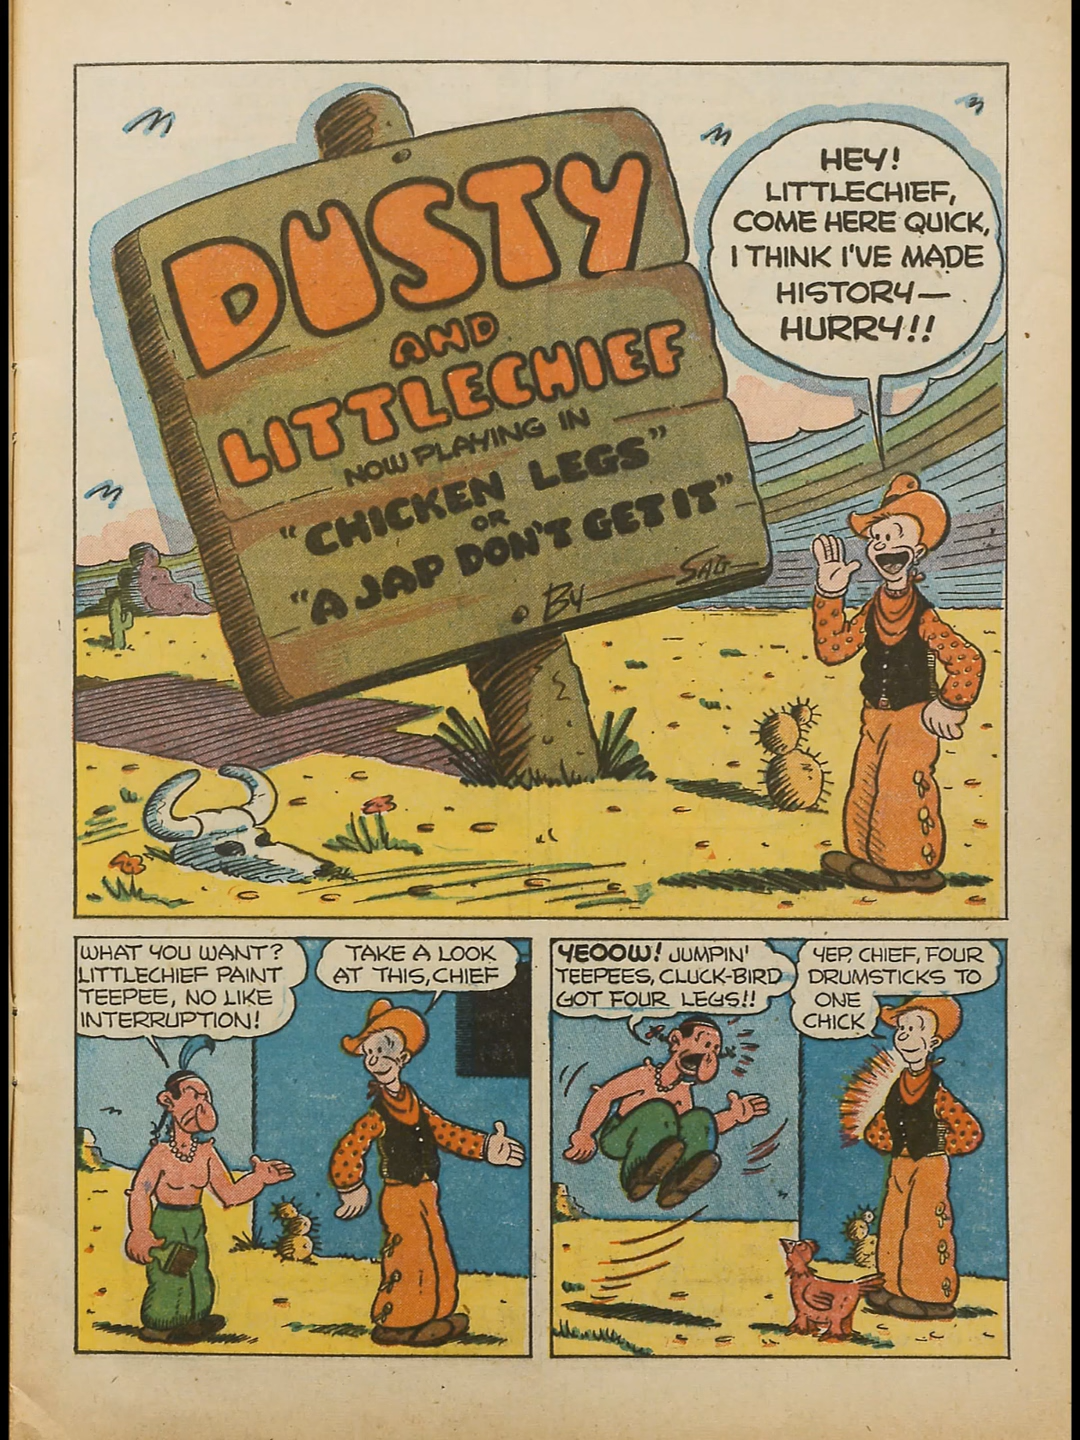 DUSTY
AND
LITTLECHIEF
NOW PLAYING IN
"CHICKEN LEGS"
OR
"A JAP DON'T GET IT"
By SAG
HEY!
LITTLECHIEF,
COME HERE QUICK,
I THINK I'VE MADE
HISTORY—
HURRY!!
WHAT YOU WANT?
LITTLECHIEF PAINT
TEEPEE, NO LIKE
INTERRUPTION!
TAKE A LOOK
AT THIS, CHIEF
YEOOW! JUMPIN'
TEEPEES, CLUCK-BIRD
GOT FOUR LEGS!!
YEP, CHIEF, FOUR
DRUMSTICKS TO
ONE
CHICK